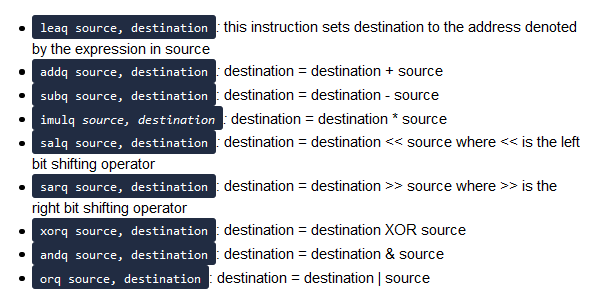 leaq source, destination : this instruction sets destination to the address denoted
by the expression in source
addq source, destination : destination = destination + source
subq source, destination : destination = destination - source
imulq source, destination : destination = destination * source
salq source, destination : destination = destination << source where << is the left
bit shifting operator
sarq source, destination : destination = destination >> source where >> is the
right bit shifting operator
xorq source, destination : destination = destination XOR source
andq source, destination : destination = destination & source
orq source, destination : destination = destination | source